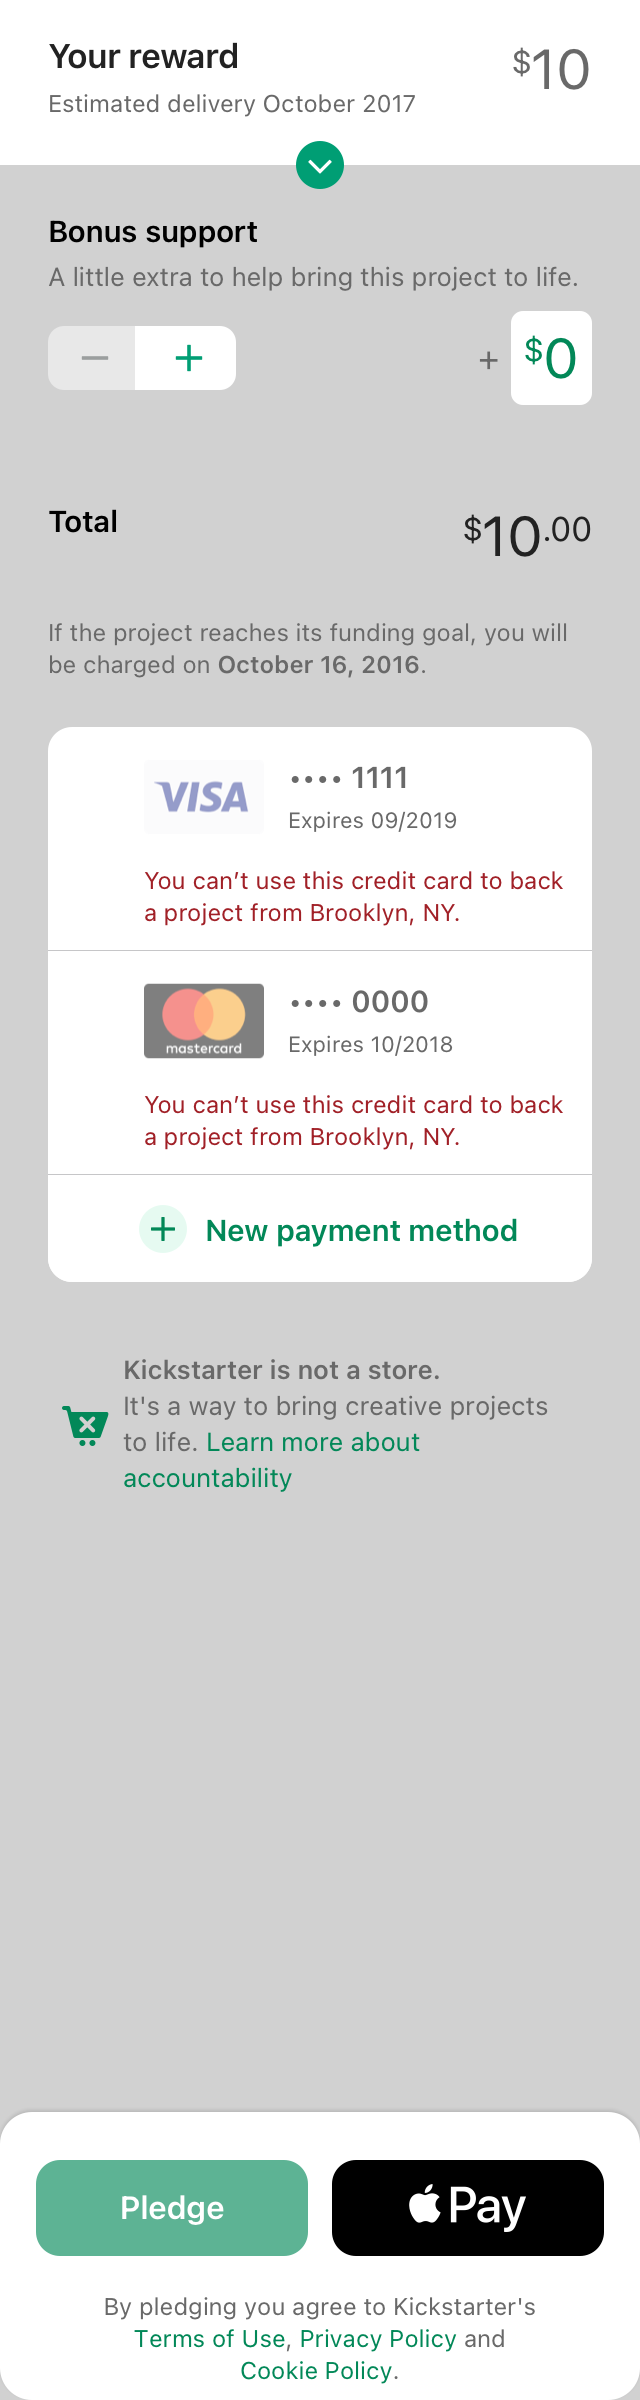 Your reward
$10
Estimated delivery October 2017
Bonus support
A little extra to help bring this project to life.
− +
+ $0
Total
$10.00
If the project reaches its funding goal, you will
be charged on October 16, 2016.
VISA
•••• 1111
Expires 09/2019
You can’t use this credit card to back
a project from Brooklyn, NY.
mastercard
•••• 0000
Expires 10/2018
You can’t use this credit card to back
a project from Brooklyn, NY.
+ New payment method
Kickstarter is not a store.
It's a way to bring creative projects
to life. Learn more about
accountability
Pledge
Pay
By pledging you agree to Kickstarter's
Terms of Use, Privacy Policy and
Cookie Policy.